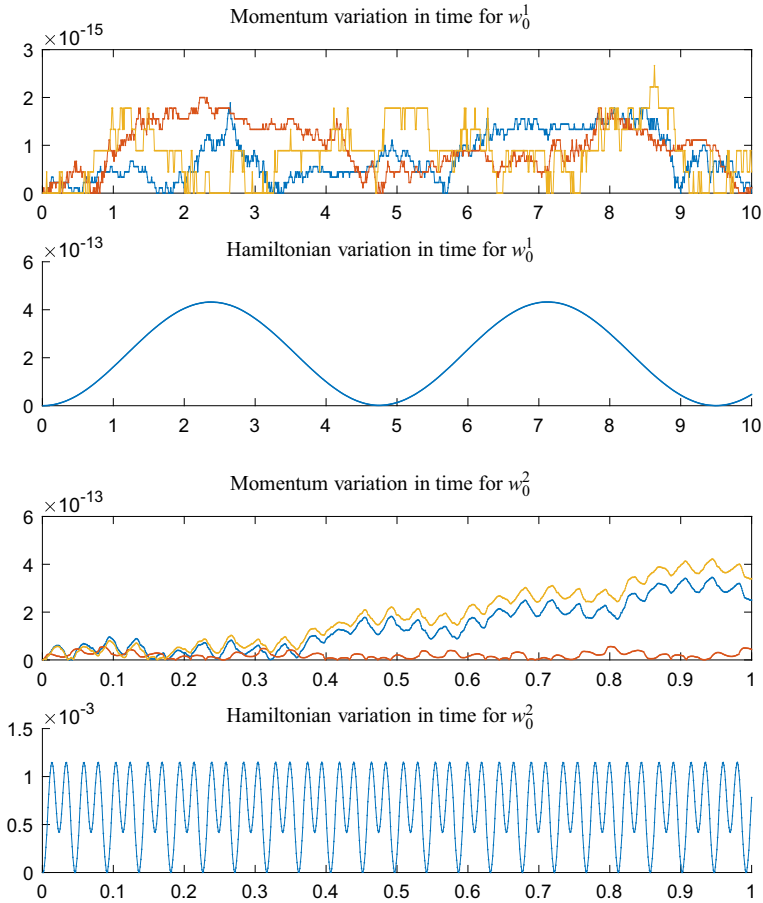 Momentum variation in time for $w_0^1$
×10⁻¹⁵
3
2
1
0
0 1 2 3 4 5 6 7 8 9 10
Hamiltonian variation in time for $w_0^1$
×10⁻¹³
6
4
2
0
0 1 2 3 4 5 6 7 8 9 10
Momentum variation in time for $w_0^2$
×10⁻¹³
6
4
2
0
0 0.1 0.2 0.3 0.4 0.5 0.6 0.7 0.8 0.9 1
Hamiltonian variation in time for $w_0^2$
×10⁻³
1.5
1
0.5
0
0 0.1 0.2 0.3 0.4 0.5 0.6 0.7 0.8 0.9 1